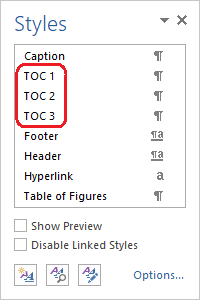 Styles
Caption ¶
TOC 1 ¶
TOC 2 ¶
TOC 3 ¶
Footer ¶a
Header ¶a
Hyperlink a
Table of Figures ¶
Show Preview
Disable Linked Styles
Options...